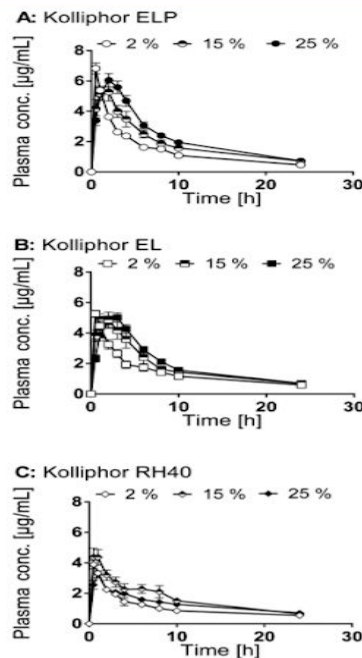 A: Kolliphor ELP
2 % 15 % 25 %
Plasma conc. [µg/mL]
8
6
4
2
0
0 10 20 30
Time [h]
B: Kolliphor EL
2 % 15 % 25 %
Plasma conc. [µg/mL]
8
6
4
2
0
0 10 20 30
Time [h]
C: Kolliphor RH40
2 % 15 % 25 %
Plasma conc. [µg/mL]
8
6
4
2
0
0 10 20 30
Time [h]